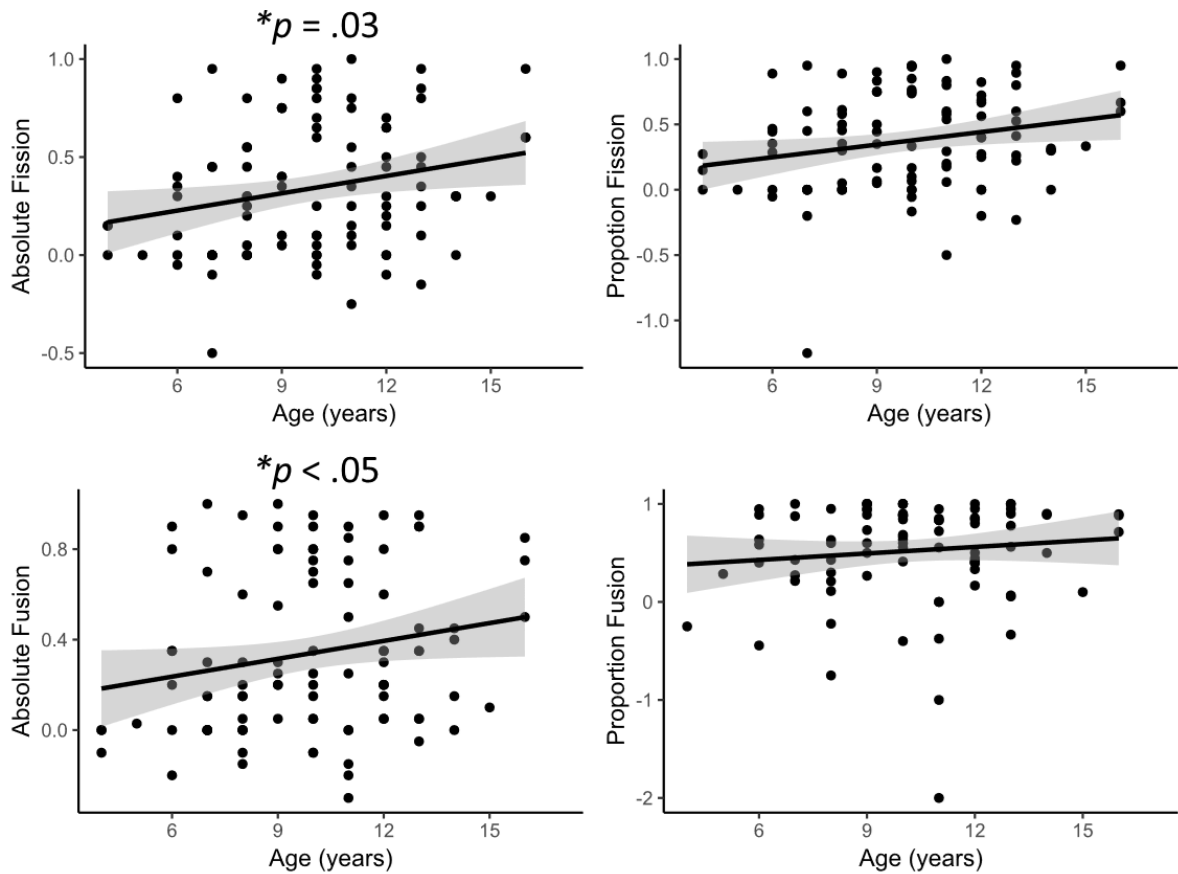 *p = .03
1.0
0.5
0.0
-0.5
Absolute Fission
6 9 12 15
Age (years)
1.0
0.5
0.0
-0.5
-1.0
Propotion Fission
6 9 12 15
Age (years)
*p < .05
0.8
0.4
0.0
Absolute Fusion
6 9 12 15
Age (years)
1
0
-1
-2
Proportion Fusion
6 9 12 15
Age (years)